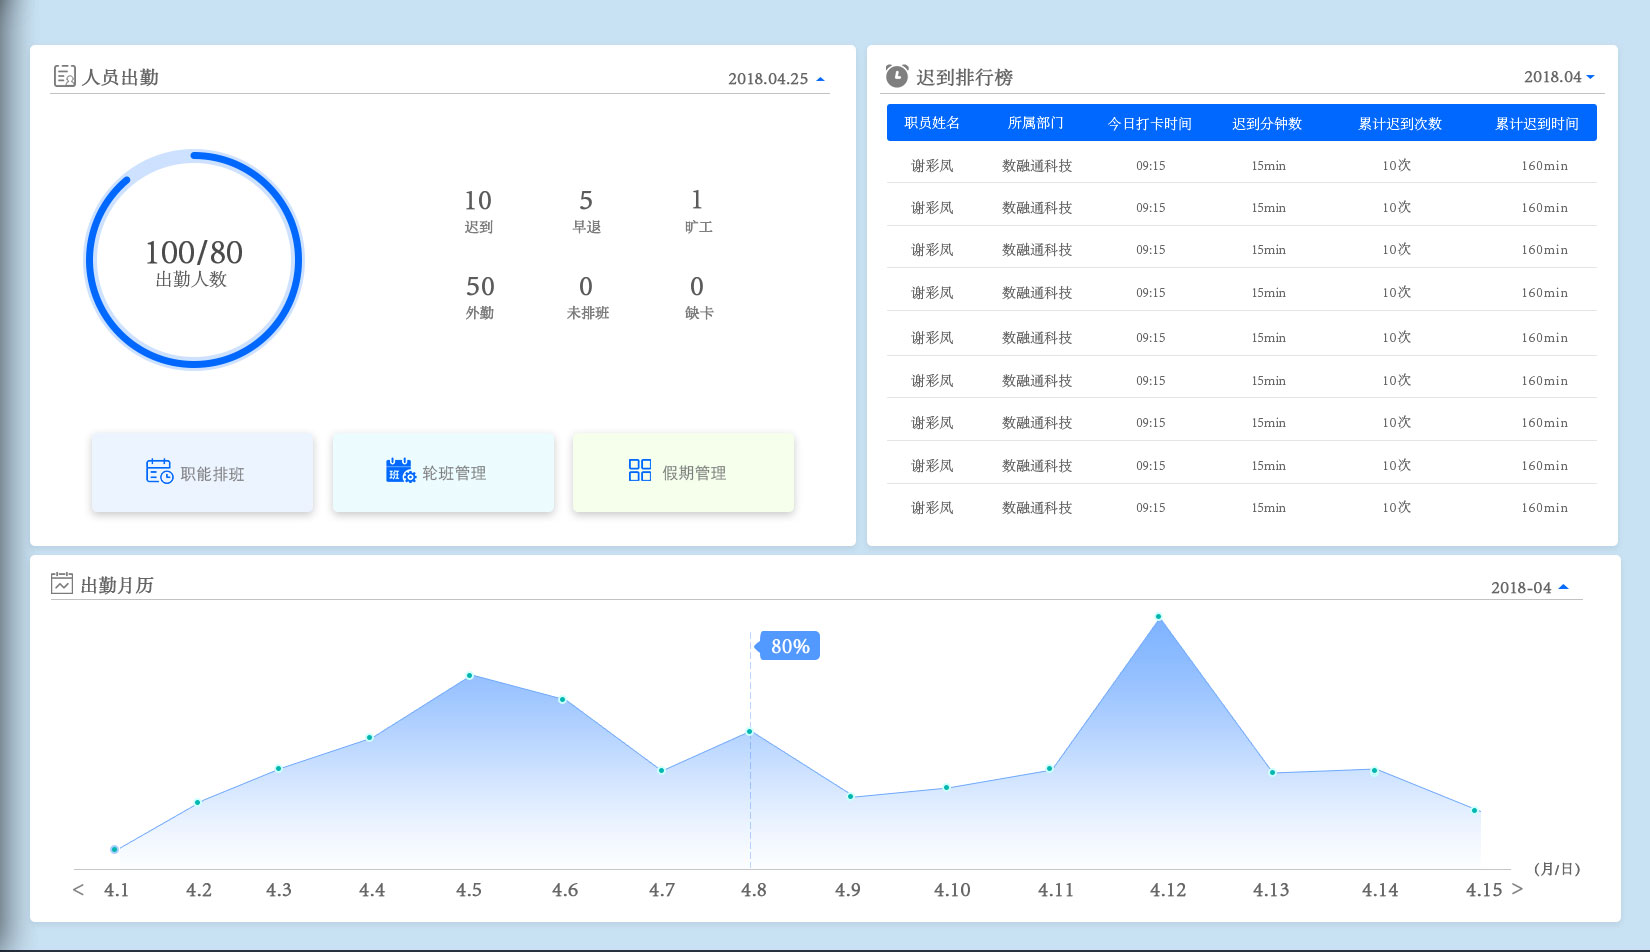 人员出勤
2018.04.25
100/80
出勤人数
10
迟到
5
早退
1
旷工
50
外勤
0
未排班
0
缺卡
职能排班
班
轮班管理
假期管理
迟到排行榜
2018.04
职员姓名 所属部门 今日打卡时间 迟到分钟数 累计迟到次数 累计迟到时间
谢彩凤 数融通科技 09:15 15min 10次 160min
谢彩凤 数融通科技 09:15 15min 10次 160min
谢彩凤 数融通科技 09:15 15min 10次 160min
谢彩凤 数融通科技 09:15 15min 10次 160min
谢彩凤 数融通科技 09:15 15min 10次 160min
谢彩凤 数融通科技 09:15 15min 10次 160min
谢彩凤 数融通科技 09:15 15min 10次 160min
谢彩凤 数融通科技 09:15 15min 10次 160min
谢彩凤 数融通科技 09:15 15min 10次 160min
出勤月历
2018-04
80%
(月/日)
< 4.1 4.2 4.3 4.4 4.5 4.6 4.7 4.8 4.9 4.10 4.11 4.12 4.13 4.14 4.15 >